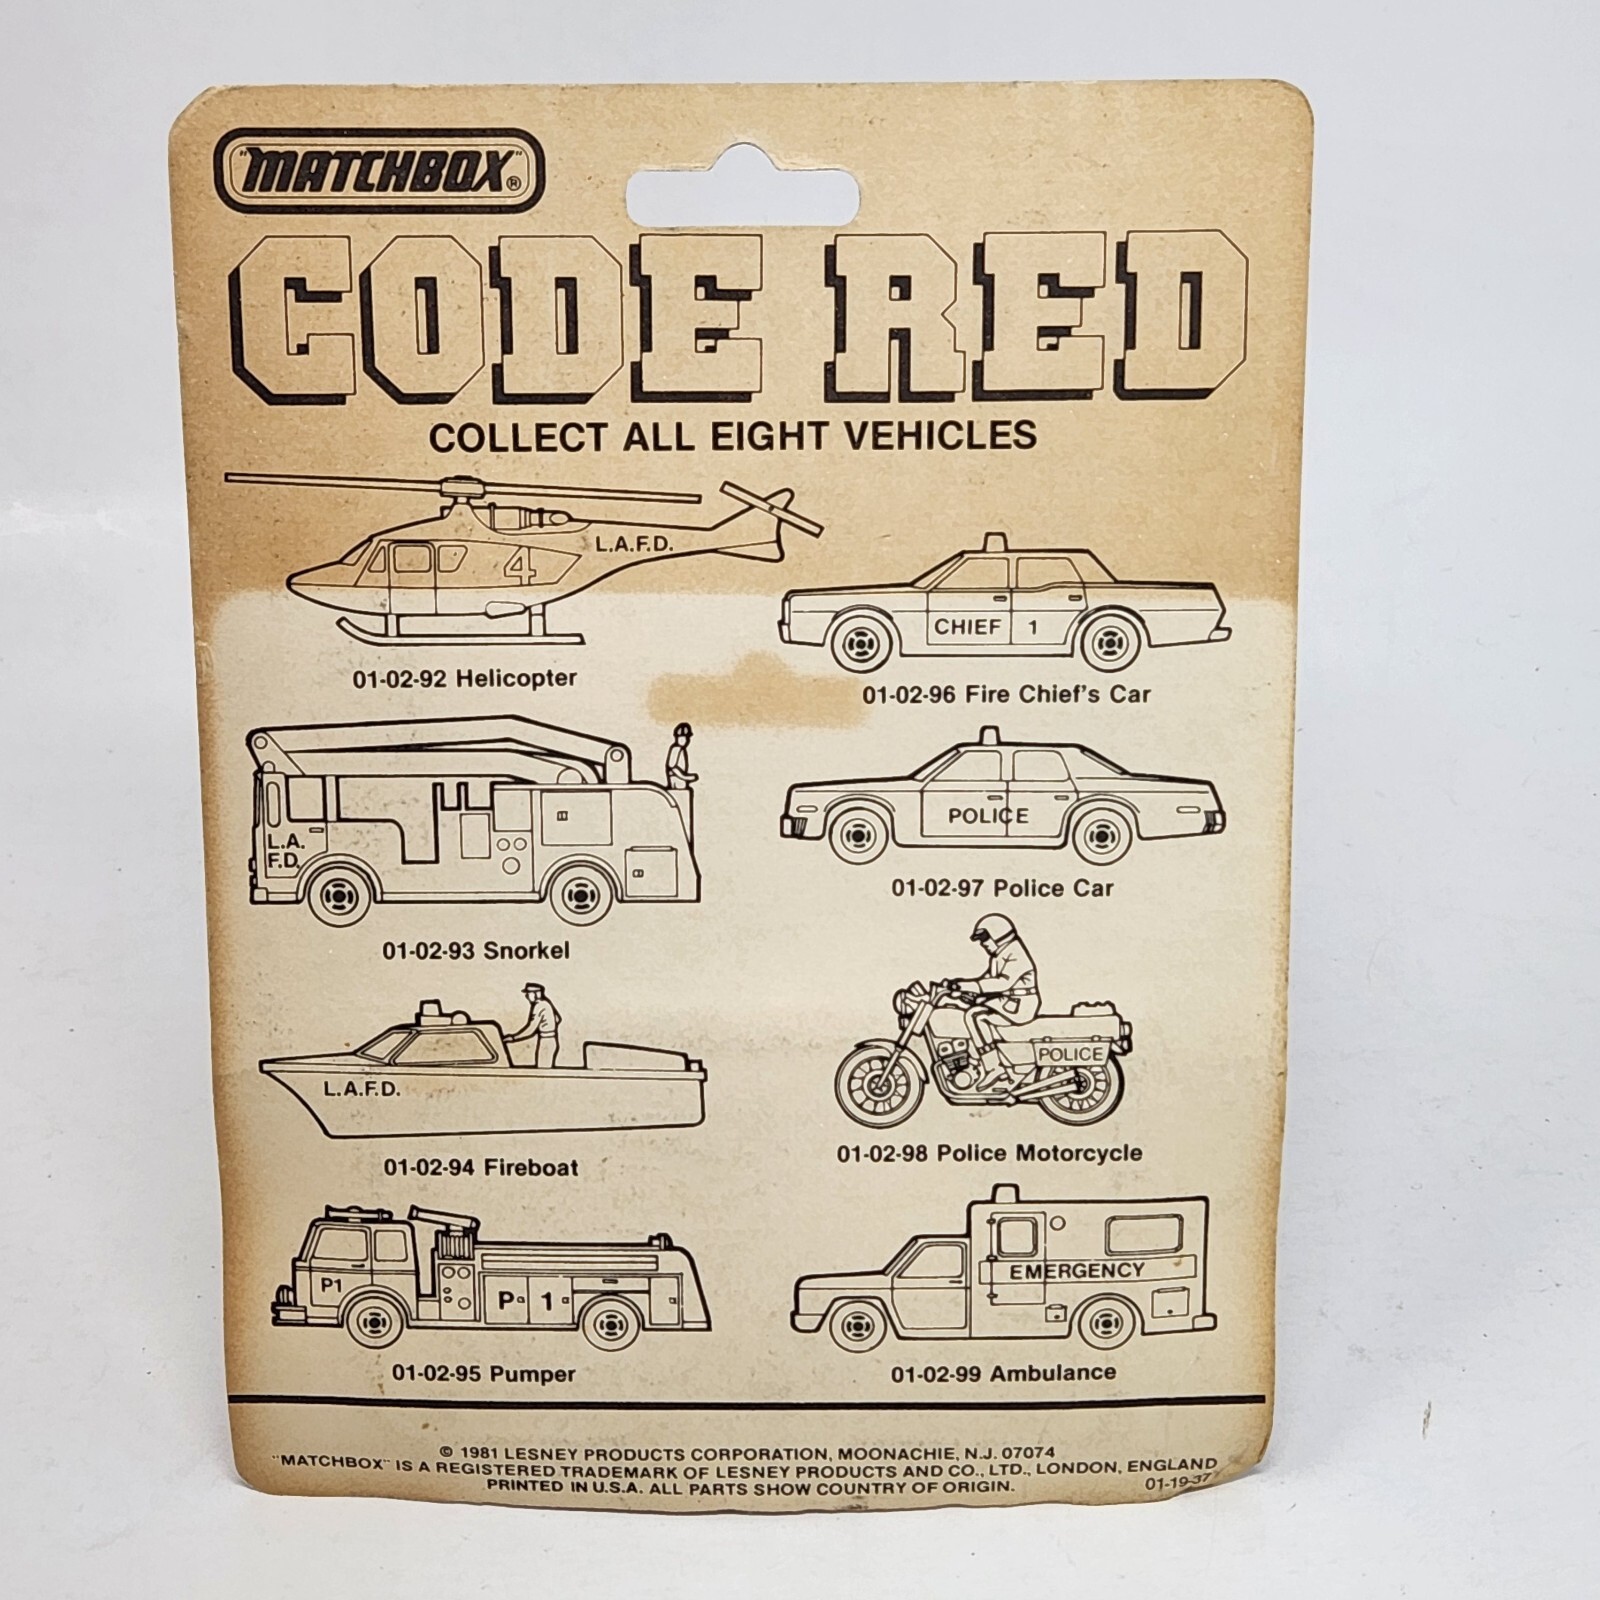 "MATCHBOX"®
CODE RED
COLLECT ALL EIGHT VEHICLES
L.A.F.D.
4
01-02-92 Helicopter
CHIEF 1
01-02-96 Fire Chief's Car
L.A.
F.D.
01-02-93 Snorkel
POLICE
01-02-97 Police Car
L.A.F.D.
01-02-94 Fireboat
POLICE
01-02-98 Police Motorcycle
P1
P 1
01-02-95 Pumper
EMERGENCY
01-02-99 Ambulance
© 1981 LESNEY PRODUCTS CORPORATION, MOONACHIE, N.J. 07074
"MATCHBOX" IS A REGISTERED TRADEMARK OF LESNEY PRODUCTS AND CO., LTD., LONDON, ENGLAND
PRINTED IN U.S.A. ALL PARTS SHOW COUNTRY OF ORIGIN.
01-19-37